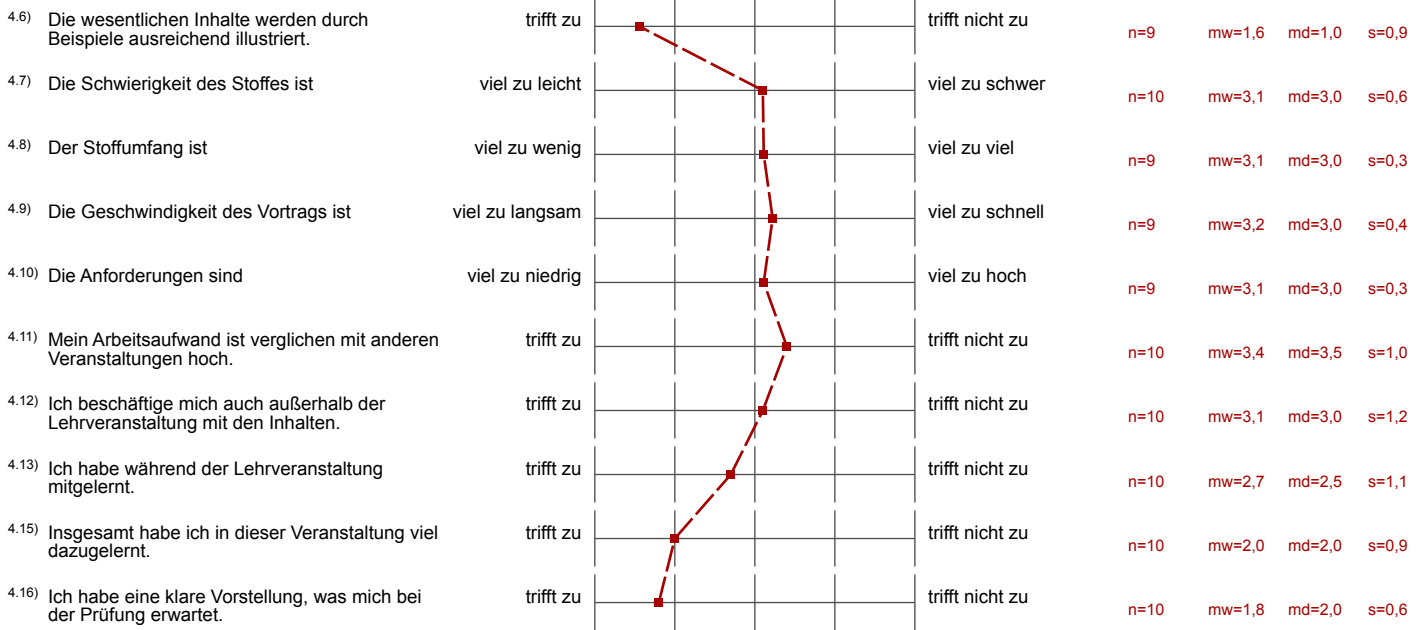 4.6) Die wesentlichen Inhalte werden durch Beispiele ausreichend illustriert. trifft zu trifft nicht zu n=9 mw=1,6 md=1,0 s=0,9
4.7) Die Schwierigkeit des Stoffes ist viel zu leicht viel zu schwer n=10 mw=3,1 md=3,0 s=0,6
4.8) Der Stoffumfang ist viel zu wenig viel zu viel n=9 mw=3,1 md=3,0 s=0,3
4.9) Die Geschwindigkeit des Vortrags ist viel zu langsam viel zu schnell n=9 mw=3,2 md=3,0 s=0,4
4.10) Die Anforderungen sind viel zu niedrig viel zu hoch n=9 mw=3,1 md=3,0 s=0,3
4.11) Mein Arbeitsaufwand ist verglichen mit anderen Veranstaltungen hoch. trifft zu trifft nicht zu n=10 mw=3,4 md=3,5 s=1,0
4.12) Ich beschäftige mich auch außerhalb der Lehrveranstaltung mit den Inhalten. trifft zu trifft nicht zu n=10 mw=3,1 md=3,0 s=1,2
4.13) Ich habe während der Lehrveranstaltung mitgelernt. trifft zu trifft nicht zu n=10 mw=2,7 md=2,5 s=1,1
4.15) Insgesamt habe ich in dieser Veranstaltung viel dazugelernt. trifft zu trifft nicht zu n=10 mw=2,0 md=2,0 s=0,9
4.16) Ich habe eine klare Vorstellung, was mich bei der Prüfung erwartet. trifft zu trifft nicht zu n=10 mw=1,8 md=2,0 s=0,6